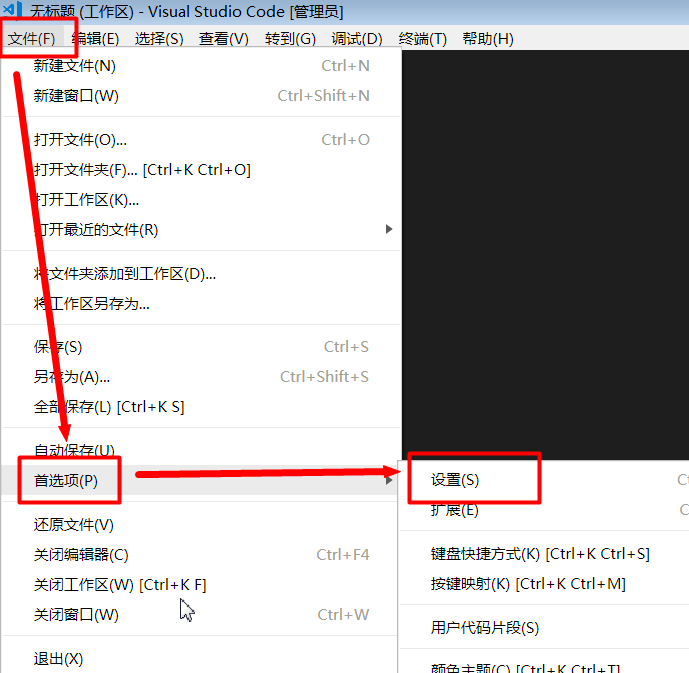 无标题 (工作区) - Visual Studio Code [管理员]
文件(F) 编辑(E) 选择(S) 查看(V) 转到(G) 调试(D) 终端(T) 帮助(H)
新建文件(N) Ctrl+N
新建窗口(W) Ctrl+Shift+N
打开文件(O)... Ctrl+O
打开文件夹(F)... [Ctrl+K Ctrl+O]
打开工作区(K)...
打开最近的文件(R)
将文件夹添加到工作区(D)...
将工作区另存为...
保存(S) Ctrl+S
另存为(A)... Ctrl+Shift+S
全部保存(L) [Ctrl+K S]
自动保存(U)
首选项(P) 设置(S)
扩展(E)
还原文件(V)
键盘快捷方式(K) [Ctrl+K Ctrl+S]
关闭编辑器(C) Ctrl+F4
按键映射(K) [Ctrl+K Ctrl+M]
关闭工作区(W) [Ctrl+K F]
关闭窗口(W) Ctrl+W
用户代码片段(S)
退出(X)
颜色主题(C) [Ctrl+K Ctrl+T]